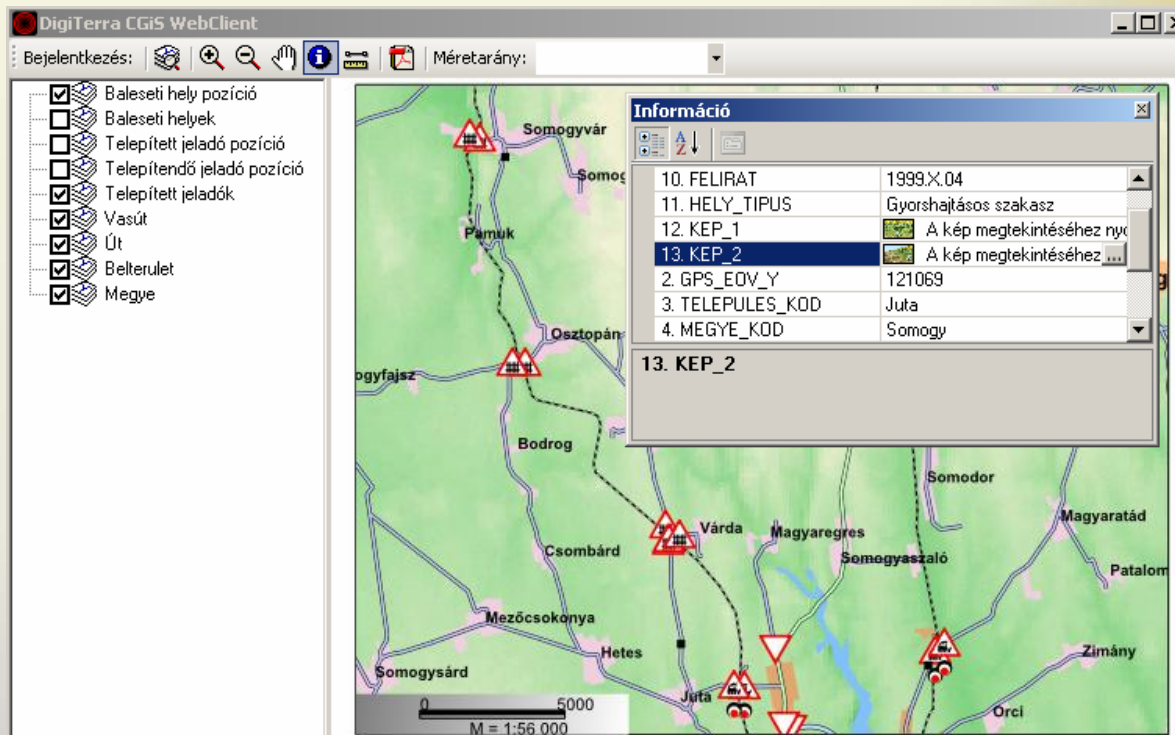 DigiTerra CGiS WebClient
Bejelentkezés:
Méretarány:
Baleseti hely pozíció
Baleseti helyek
Telepített jeladó pozíció
Telepítendő jeladó pozíció
Telepített jeladók
Vasút
Út
Belterulet
Megye
Információ
10. FELIRAT 1999.X.04
11. HELY_TIPUS Gyorshajtásos szakasz
12. KEP_1 A kép megtekintéséhez nyo
13. KEP_2 A kép megtekintéséhez ...
2. GPS_EOV_Y 121069
3. TELEPULES_KOD Juta
4. MEGYE_KOD Somogy
13. KEP_2
Somogyvár
Somog
Pamuk
Osztopán
ogyfajsz
Bodrog
Somodor
Magyaratád
Várda
Magyaregres
Csombárd
Somogyaszaló
Patalom
Mezőcsokonya
Hetes
Zimány
Somogysárd
Juta
Orci
0 5000
M = 1:56 000